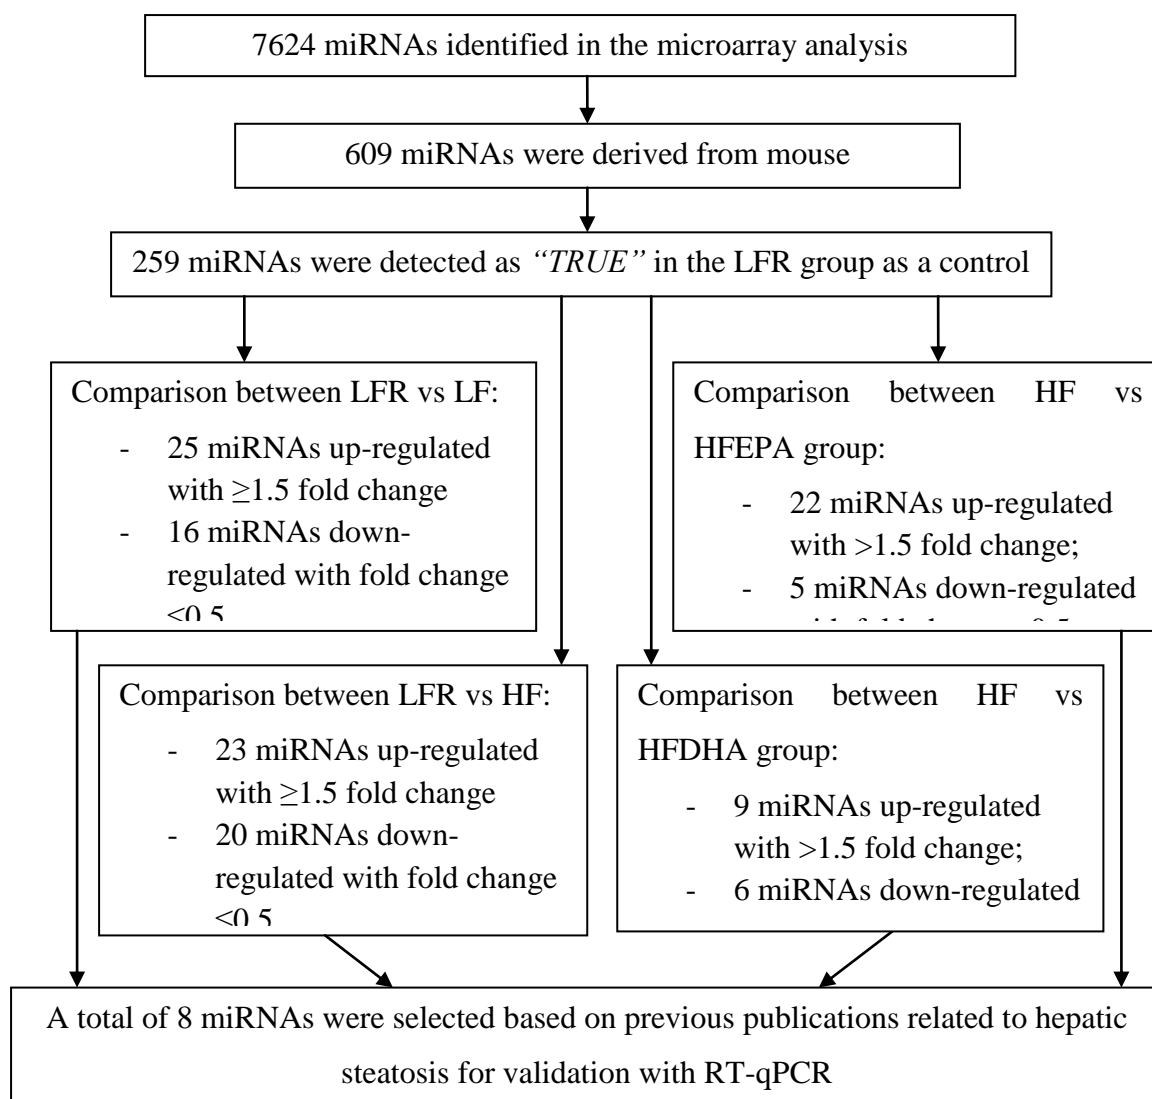 7624 miRNAs identified in the microarray analysis
609 miRNAs were derived from mouse
259 miRNAs were detected as “TRUE” in the LFR group as a control
Comparison between LFR vs LF:
- 25 miRNAs up-regulated
with ≥1.5 fold change
- 16 miRNAs down-
regulated with fold change
Comparison between HF vs
HFEPA group:
- 22 miRNAs up-regulated
with >1.5 fold change;
- 5 miRNAs down-regulated
Comparison between LFR vs HF:
- 23 miRNAs up-regulated
with ≥1.5 fold change
- 20 miRNAs down-
regulated with fold change
Comparison between HF vs
HFDHA group:
- 9 miRNAs up-regulated
with >1.5 fold change;
- 6 miRNAs down-regulated
A total of 8 miRNAs were selected based on previous publications related to hepatic
steatosis for validation with RT-qPCR